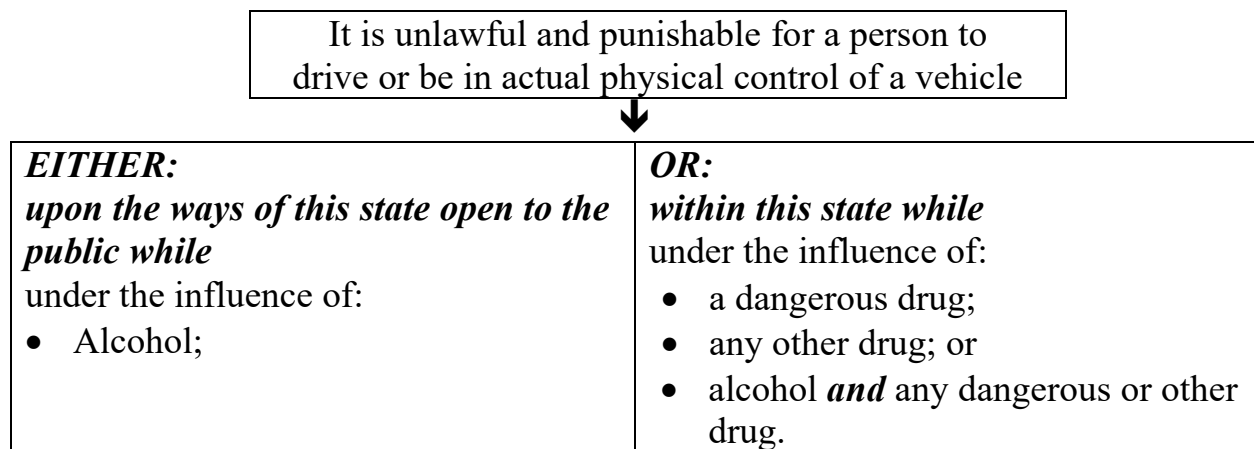 It is unlawful and punishable for a person to
drive or be in actual physical control of a vehicle
EITHER:
upon the ways of this state open to the
public while
under the influence of:
• Alcohol;
OR:
within this state while
under the influence of:
• a dangerous drug;
• any other drug; or
• alcohol and any dangerous or other
drug.